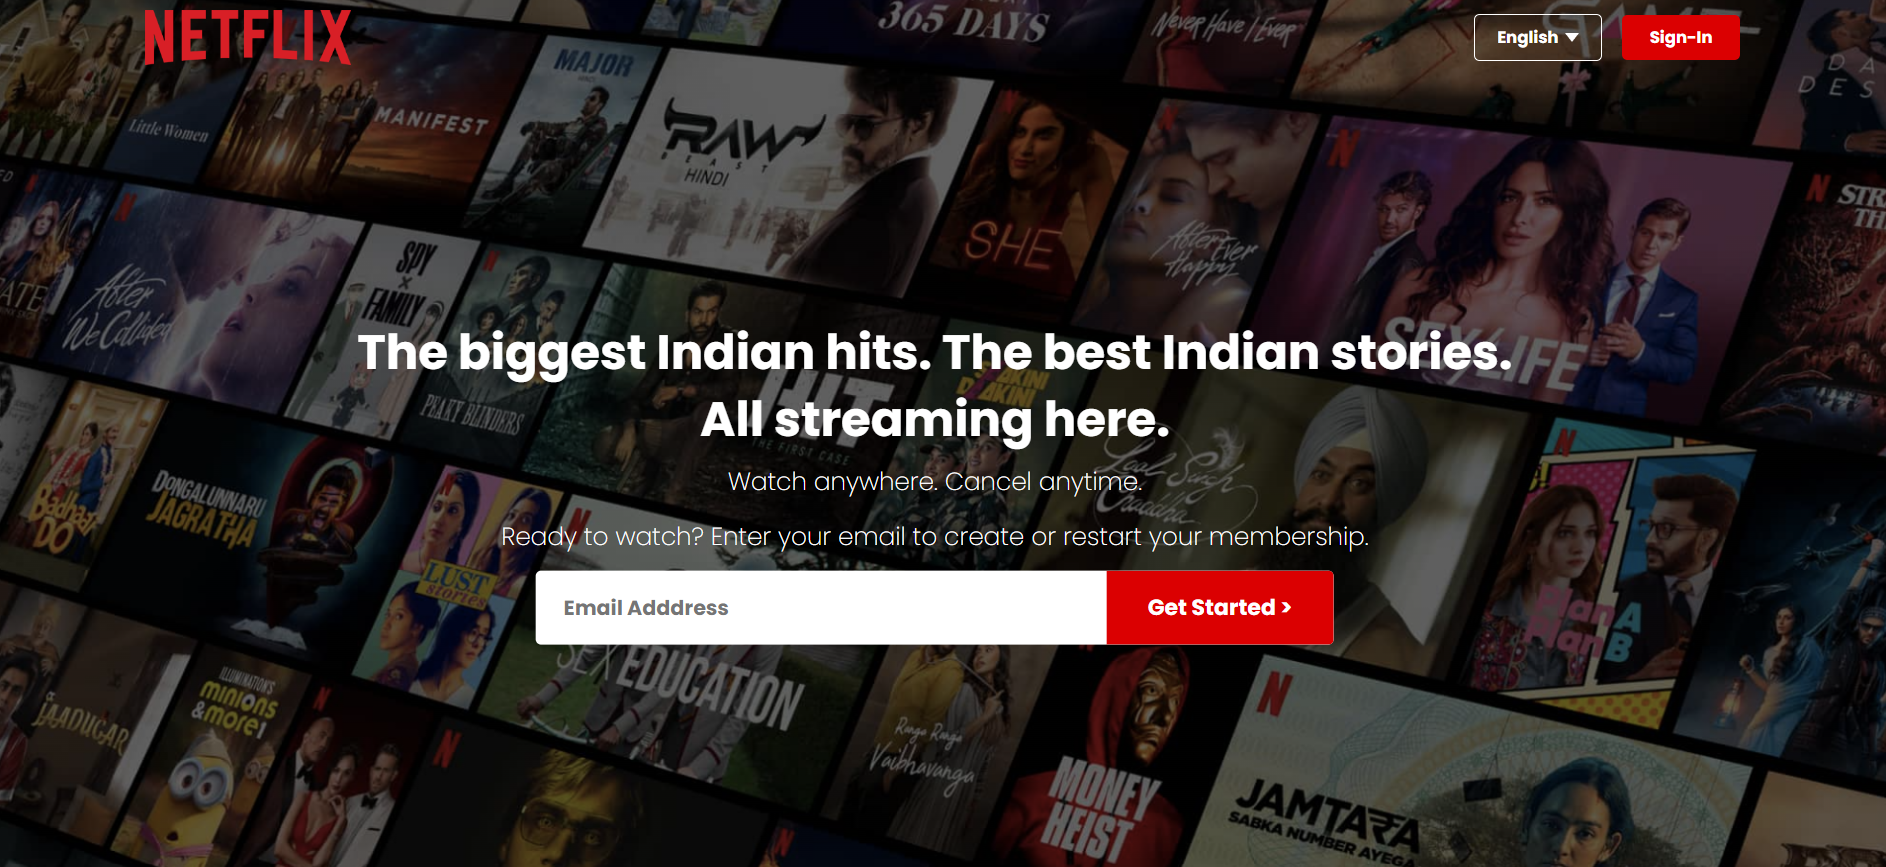 NETFLIX
365 DAYS
Never Have I Ever
English
Sign-In
Little Women
MANIFEST
MAJOR
HINDI
RAW
BEAST
HINDI
SHE
After Ever Happy
After
We Collided
SPY
x
FAMILY
SEX/LIFE
The biggest Indian hits. The best Indian stories.
All streaming here.
PEAKY BLINDERS
HIT
THE FIRST CASE
Laal Singh
Chaddha
Watch anywhere. Cancel anytime.
Ready to watch? Enter your email to create or restart your membership.
Email Adddress
Get Started >
Badhaai
DO
DONGALUNNARU
JAGRATHA
LUST
stories
Plan A
Plan B
SEX EDUCATION
JAADUGAR
ILLUMINATION'S
MINIONS
&MORE!
Ranga Ranga
Vaibhavanga
MONEY
HEIST
JAMTARA
SABKA NUMBER AYEGA